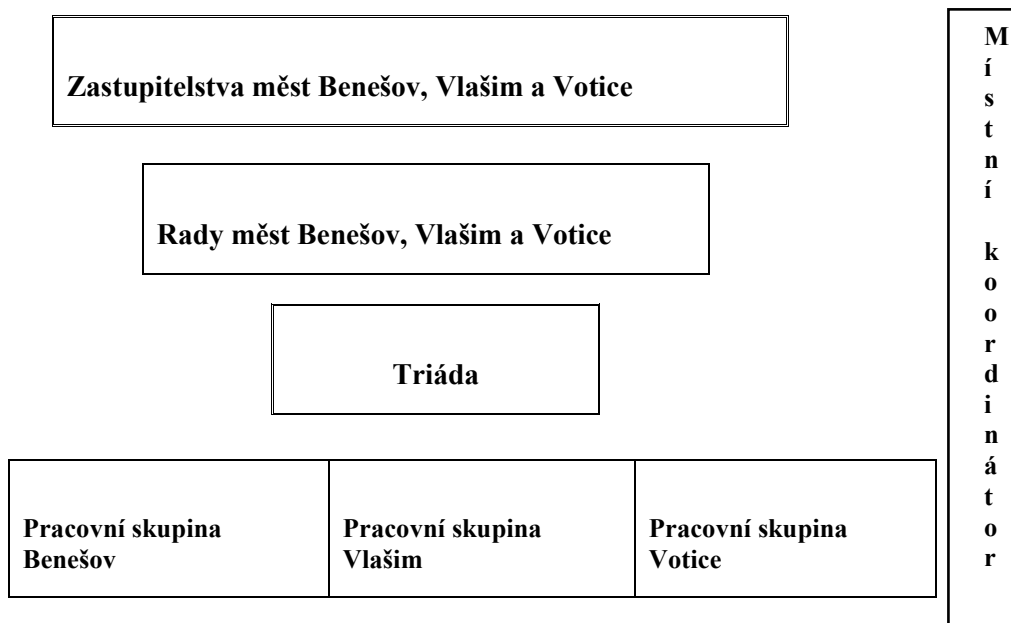 Zastupitelstva měst Benešov, Vlašim a Votice
Rady měst Benešov, Vlašim a Votice
Triáda
Pracovní skupina
Benešov
Pracovní skupina
Vlašim
Pracovní skupina
Votice
M
í
s
t
n
í
k
o
o
r
d
i
n
á
t
o
r